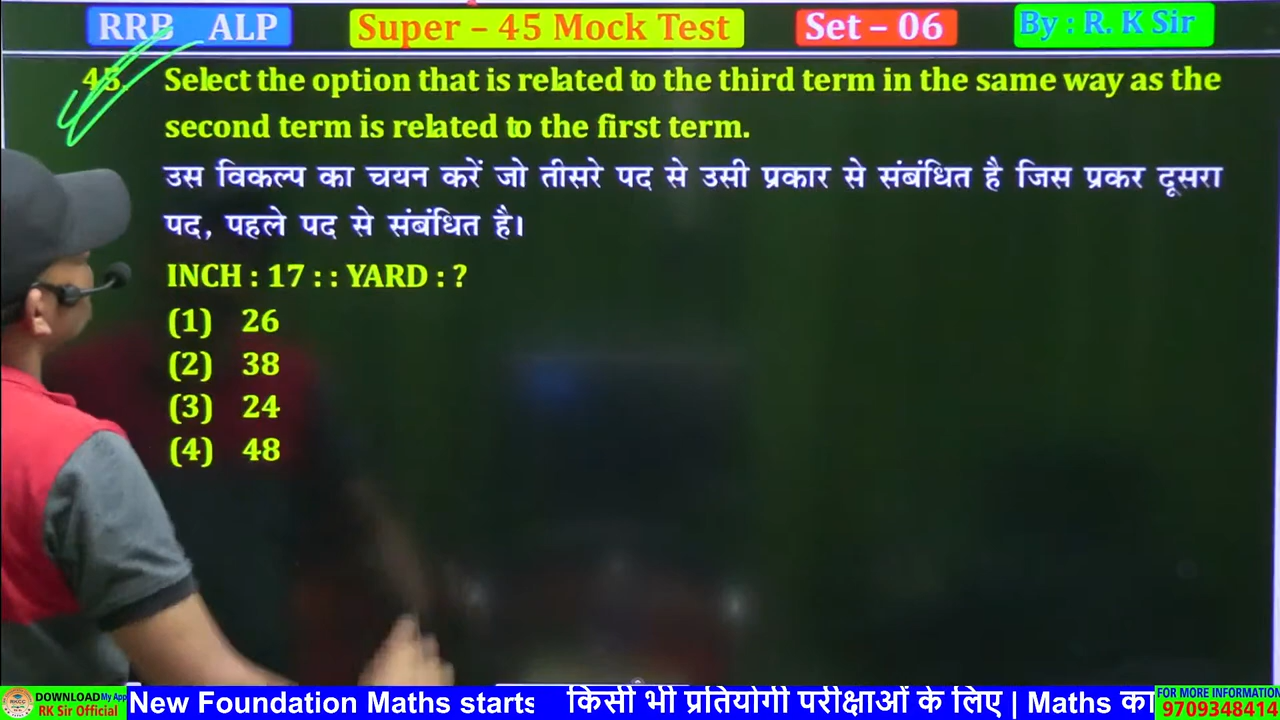 RRB ALP
Super – 45 Mock Test
Set – 06
By : R. K Sir
45. Select the option that is related to the third term in the same way as the
second term is related to the first term.
उस विकल्प का चयन करें जो तीसरे पद से उसी प्रकार से संबंधित है जिस प्रकर दूसरा
पद, पहले पद से संबंधित है।
INCH : 17 : : YARD : ?
(1) 26
(2) 38
(3) 24
(4) 48
DOWNLOAD My App
RK Sir Official
New Foundation Maths starts किसी भी प्रतियोगी परीक्षाओं के लिए | Maths का
FOR MORE INFORMATION
9709348414